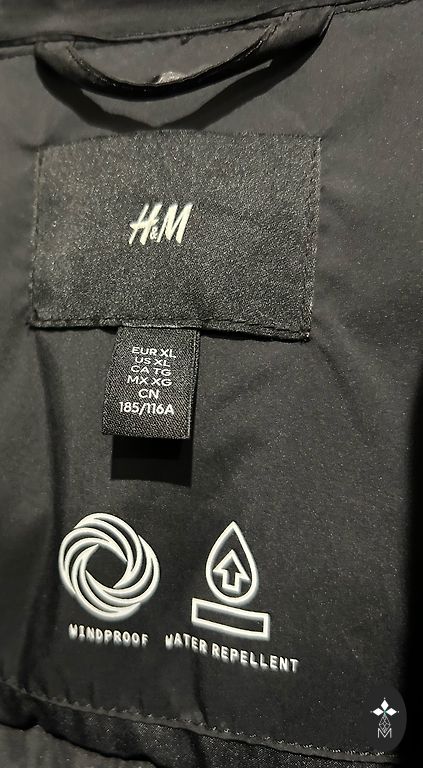 H&M
EUR XL
US XL
CA TG
MX XG
CN
185/116A
WINDPROOF
WATER REPELLENT
M